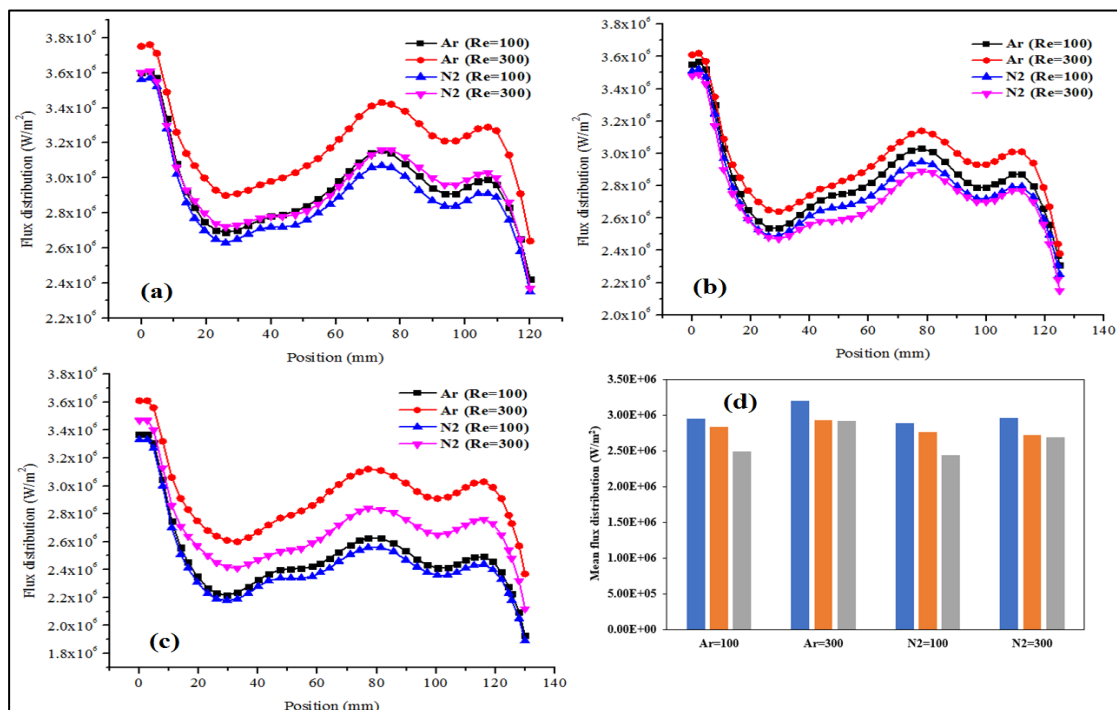 3.8x10⁶
3.6x10⁶
3.4x10⁶
3.2x10⁶
3.0x10⁶
2.8x10⁶
2.6x10⁶
2.4x10⁶
2.2x10⁶
Flux distribution (W/m²)
Ar (Re=100)
Ar (Re=300)
N2 (Re=100)
N2 (Re=300)
(a)
0 20 40 60 80 100 120
Position (mm)
3.8x10⁶
3.6x10⁶
3.4x10⁶
3.2x10⁶
3.0x10⁶
2.8x10⁶
2.6x10⁶
2.4x10⁶
2.2x10⁶
2.0x10⁶
Flux distribution (W/m²)
Ar (Re=100)
Ar (Re=300)
N2 (Re=100)
N2 (Re=300)
(b)
0 20 40 60 80 100 120 140
Position (mm)
3.8x10⁶
3.6x10⁶
3.4x10⁶
3.2x10⁶
3.0x10⁶
2.8x10⁶
2.6x10⁶
2.4x10⁶
2.2x10⁶
2.0x10⁶
1.8x10⁶
Flux distribution (W/m²)
Ar (Re=100)
Ar (Re=300)
N2 (Re=100)
N2 (Re=300)
(c)
0 20 40 60 80 100 120 140
Position (mm)
3.50E+06
3.00E+06
2.50E+06
2.00E+06
1.50E+06
1.00E+06
5.00E+05
0.00E+00
Mean flux distribution (W/m²)
(d)
Ar=100 Ar=300 N2=100 N2=300